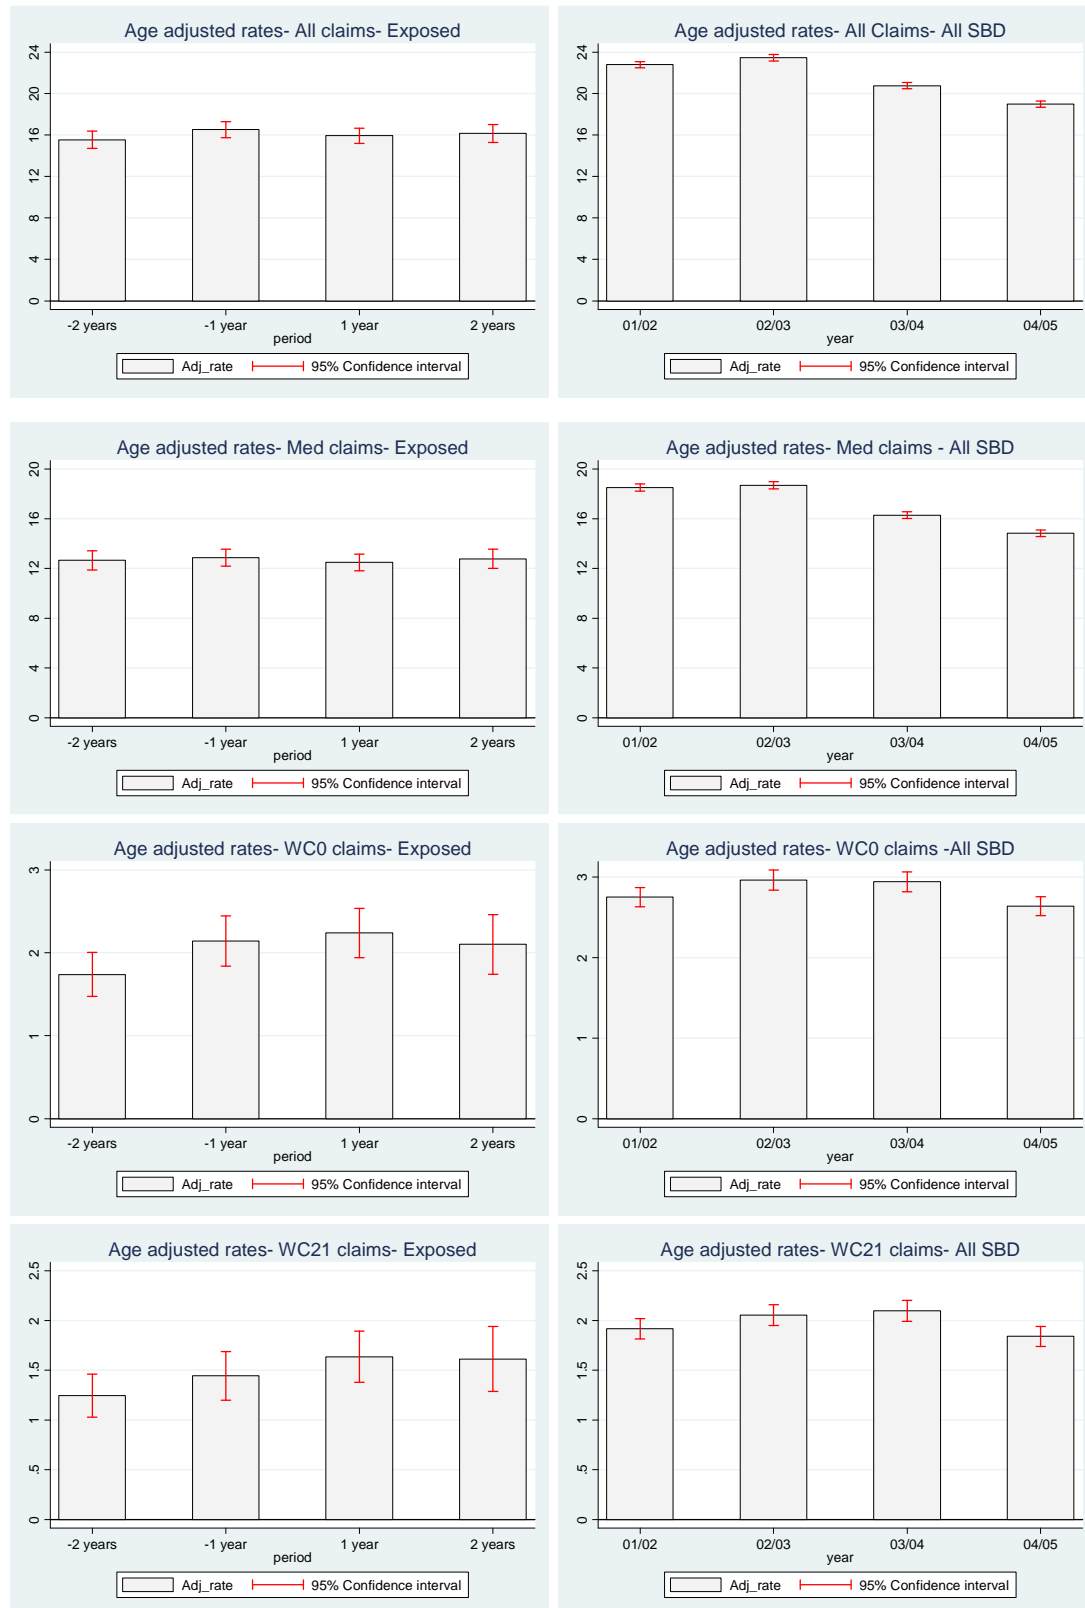 Age adjusted rates- All claims- Exposed
24
20
16
12
8
4
0
-2 years -1 year 1 year 2 years
period
Adj_rate 95% Confidence interval
Age adjusted rates- All Claims- All SBD
24
20
16
12
8
4
0
01/02 02/03 03/04 04/05
year
Adj_rate 95% Confidence interval
Age adjusted rates- Med claims- Exposed
20
16
12
8
4
0
-2 years -1 year 1 year 2 years
period
Adj_rate 95% Confidence interval
Age adjusted rates- Med claims - All SBD
20
16
12
8
4
0
01/02 02/03 03/04 04/05
year
Adj_rate 95% Confidence interval
Age adjusted rates- WC0 claims- Exposed
3
2
1
0
-2 years -1 year 1 year 2 years
period
Adj_rate 95% Confidence interval
Age adjusted rates- WC0 claims -All SBD
3
2
1
0
01/02 02/03 03/04 04/05
year
Adj_rate 95% Confidence interval
Age adjusted rates- WC21 claims- Exposed
2.5
2
1.5
1
.5
0
-2 years -1 year 1 year 2 years
period
Adj_rate 95% Confidence interval
Age adjusted rates- WC21 claims- All SBD
2.5
2
1.5
1
.5
0
01/02 02/03 03/04 04/05
year
Adj_rate 95% Confidence interval